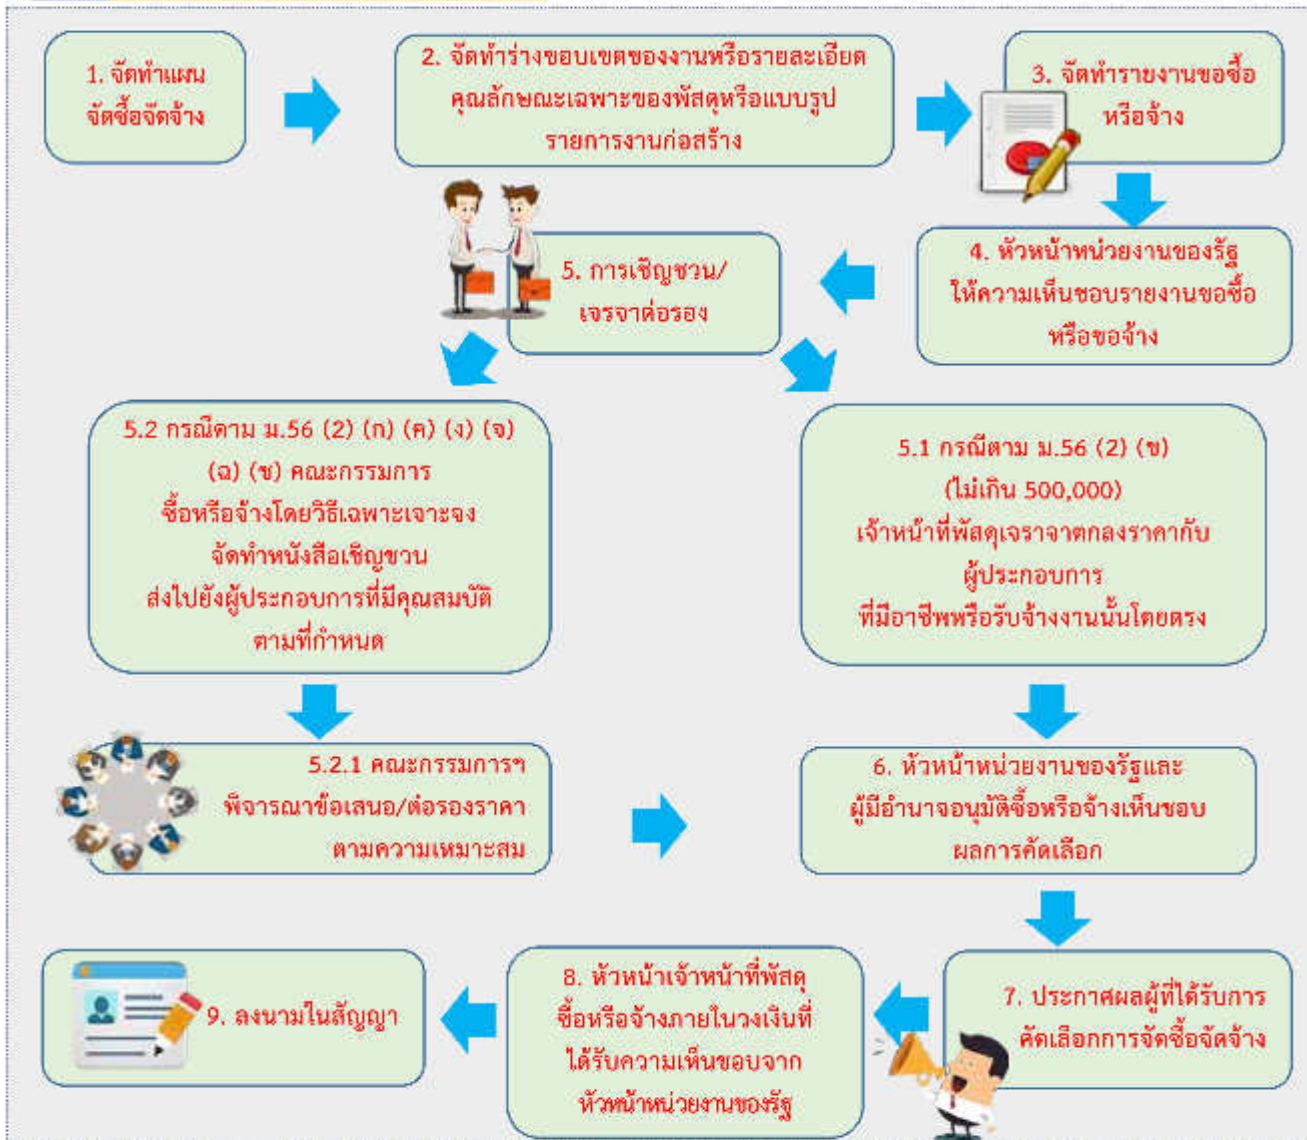 1. จัดทำแผน
จัดซื้อจัดจ้าง
2. จัดทำร่างขอบเขตของงานหรือรายละเอียด
คุณลักษณะเฉพาะของพัสดุหรือแบบรูป
รายการงานก่อสร้าง
3. จัดทำรายงานขอซื้อ
หรือจ้าง
4. หัวหน้าหน่วยงานของรัฐ
ให้ความเห็นชอบรายงานขอซื้อ
หรือขอจ้าง
5. การเชิญชวน/
เจรจาต่อรอง
5.2 กรณีตาม ม.56 (2) (ก) (ค) (ง) (จ)
(ฉ) (ช) คณะกรรมการ
ซื้อหรือจ้างโดยวิธีเฉพาะเจาะจง
จัดทำหนังสือเชิญชวน
ส่งไปยังผู้ประกอบการที่มีคุณสมบัติ
ตามที่กำหนด
5.1 กรณีตาม ม.56 (2) (ข)
(ไม่เกิน 500,000)
เจ้าหน้าที่พัสดุเจราจาตกลงราคากับ
ผู้ประกอบการ
ที่มีอาชีพหรือรับจ้างงานนั้นโดยตรง
5.2.1 คณะกรรมการฯ
พิจารณาข้อเสนอ/ต่อรองราคา
ตามความเหมาะสม
6. หัวหน้าหน่วยงานของรัฐและ
ผู้มีอำนาจอนุมัติซื้อหรือจ้างเห็นชอบ
ผลการคัดเลือก
7. ประกาศผลผู้ที่ได้รับการ
คัดเลือกการจัดซื้อจัดจ้าง
8. หัวหน้าเจ้าหน้าที่พัสดุ
ซื้อหรือจ้างภายในวงเงินที่
ได้รับความเห็นชอบจาก
หัวหน้าหน่วยงานของรัฐ
9. ลงนามในสัญญา